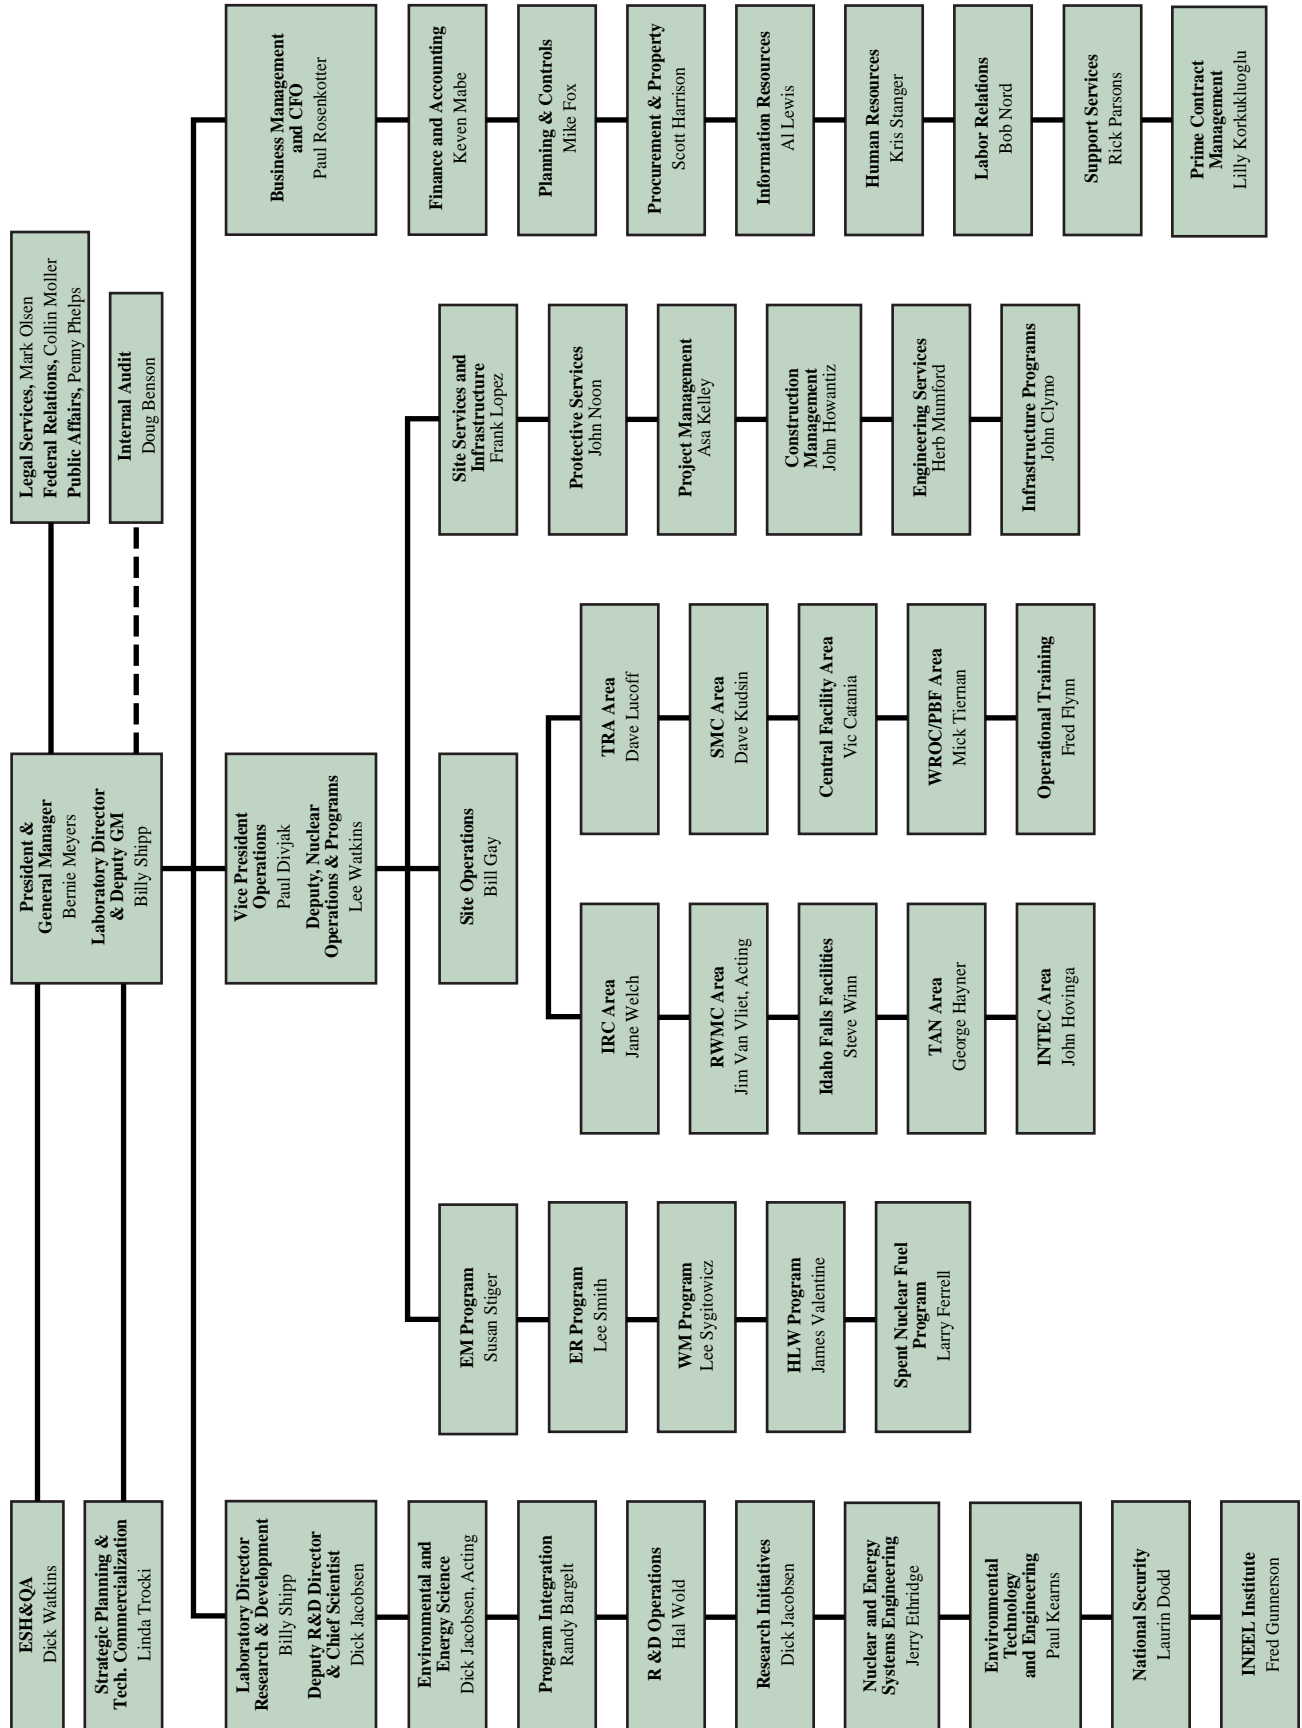 ESH&QA
Dick Watkins
Strategic Planning &
Tech. Commercialization
Linda Trocki
President &
General Manager
Bernie Meyers
Laboratory Director
& Deputy GM
Billy Shipp
Legal Services, Mark Olsen
Federal Relations, Collin Moller
Public Affairs, Penny Phelps
Internal Audit
Doug Benson
Laboratory Director
Research & Development
Billy Shipp
Deputy R&D Director
& Chief Scientist
Dick Jacobsen
Environmental and
Energy Science
Dick Jacobsen, Acting
Program Integration
Randy Bargelt
R &D Operations
Hal Wold
Research Initiatives
Dick Jacobsen
Nuclear and Energy
Systems Engineering
Jerry Ethridge
Environmental
Technology
and Engineering
Paul Kearns
National Security
Laurin Dodd
INEEL Institute
Fred Gunnerson
Vice President
Operations
Paul Divjak
Deputy, Nuclear
Operations & Programs
Lee Watkins
EM Program
Susan Stiger
ER Program
Lee Smith
WM Program
Lee Sygitowicz
HLW Program
James Valentine
Spent Nuclear Fuel
Program
Larry Ferrell
Site Operations
Bill Gay
IRC Area
Jane Welch
RWMC Area
Jim Van Vliet, Acting
Idaho Falls Facilities
Steve Winn
TAN Area
George Hayner
INTEC Area
John Hovinga
TRA Area
Dave Lucoff
SMC Area
Dave Kudsin
Central Facility Area
Vic Catania
WROC/PBF Area
Mick Tiernan
Operational Training
Fred Flynn
Site Services and
Infrastructure
Frank Lopez
Protective Services
John Noon
Project Management
Asa Kelley
Construction
Management
John Howantiz
Engineering Services
Herb Mumford
Infrastructure Programs
John Clymo
Business Management
and CFO
Paul Rosenkotter
Finance and Accounting
Keven Mabe
Planning & Controls
Mike Fox
Procurement & Property
Scott Harrison
Information Resources
Al Lewis
Human Resources
Kris Stanger
Labor Relations
Bob Nord
Support Services
Rick Parsons
Prime Contract
Management
Lilly Korkukluoglu